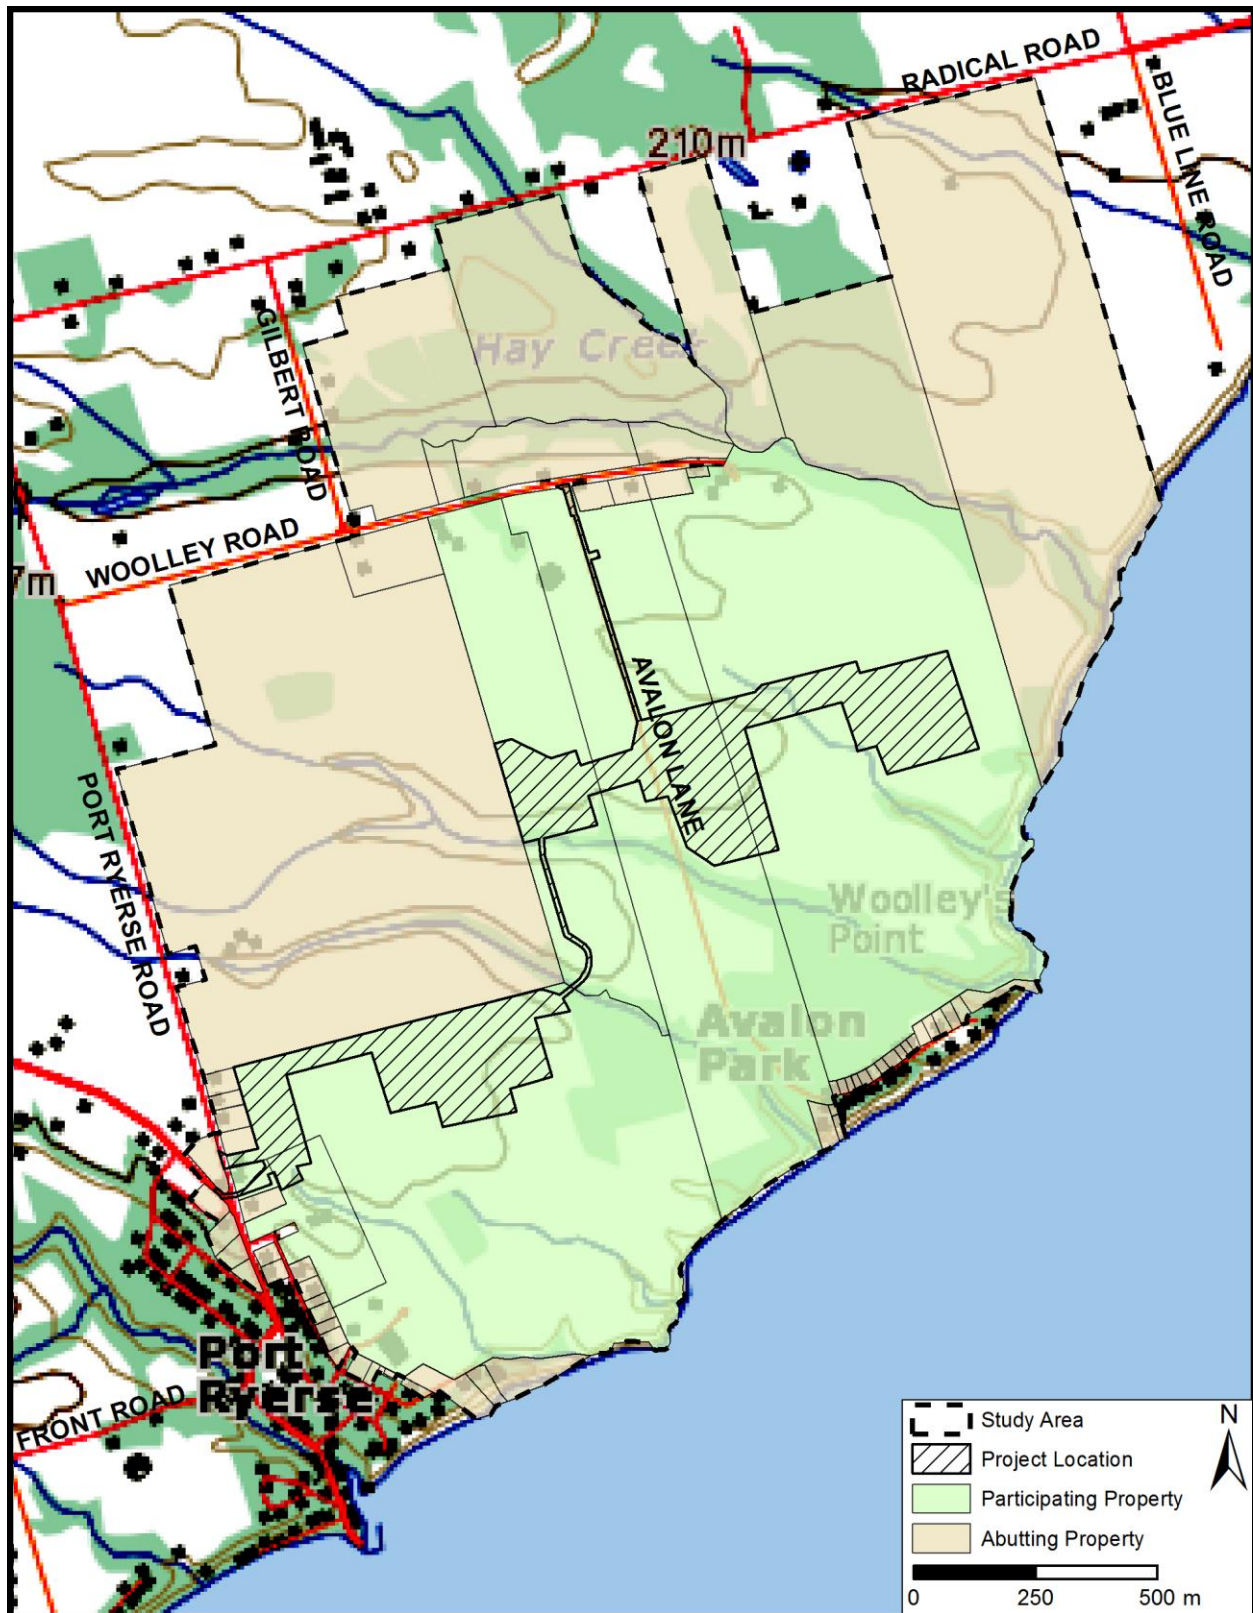 RADICAL ROAD
BLUE LINE ROAD
210m
GILBERT ROAD
Hay Creek
WOOLLEY ROAD
7m
AVALON LANE
PORT RYERSE ROAD
Woolley's
Point
Avalon
Park
Port
Ryerse
FRONT ROAD
Study Area
N
Project Location
Participating Property
Abutting Property
0 250 500 m